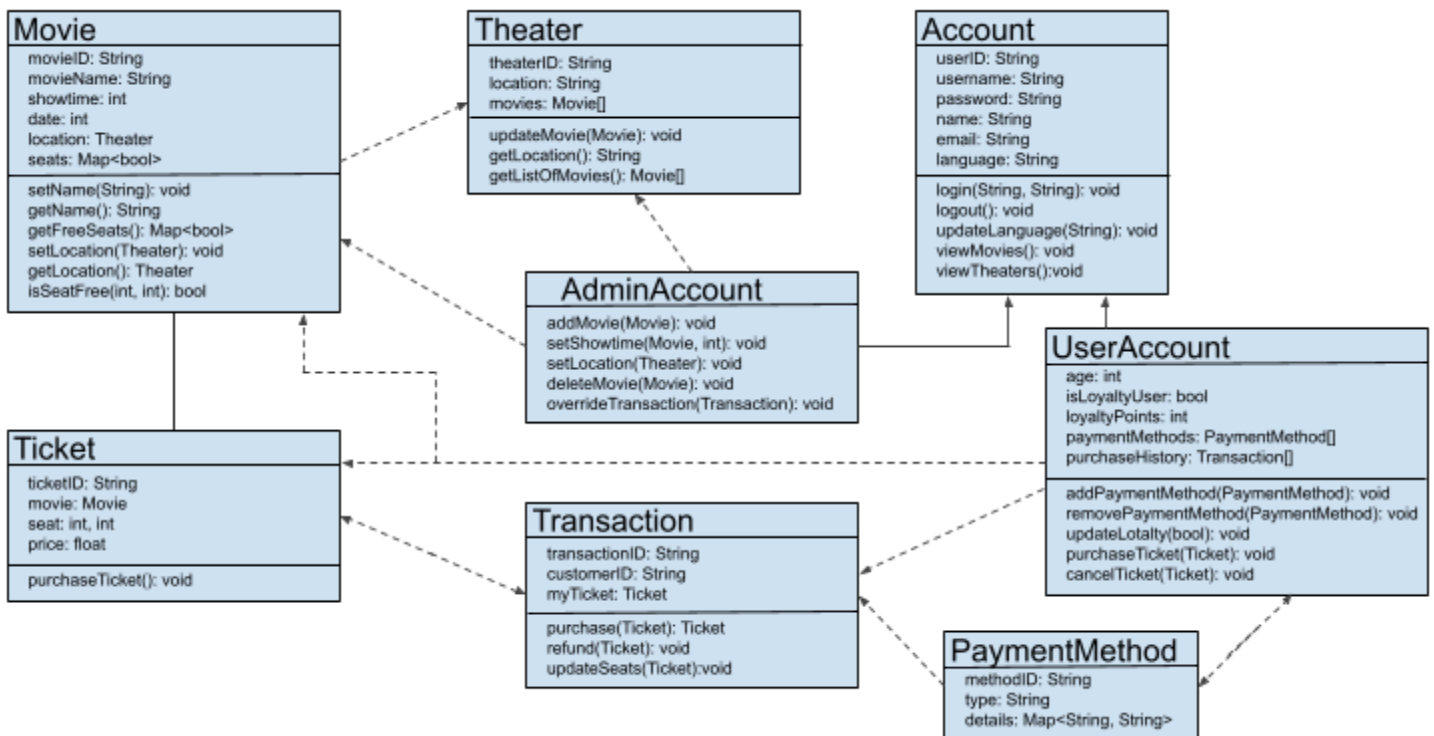 Movie
movieID: String
movieName: String
showtime: int
date: int
location: Theater
seats: Map<bool>
setName(String): void
getName(): String
getFreeSeats(): Map<bool>
setLocation(Theater): void
getLocation(): Theater
isSeatFree(int, int): bool
Theater
theaterID: String
location: String
movies: Movie[]
updateMovie(Movie): void
getLocation(): String
getListOfMovies(): Movie[]
Account
userID: String
username: String
password: String
name: String
email: String
language: String
login(String, String): void
logout(): void
updateLanguage(String): void
viewMovies(): void
viewTheaters():void
AdminAccount
addMovie(Movie): void
setShowtime(Movie, int): void
setLocation(Theater): void
deleteMovie(Movie): void
overrideTransaction(Transaction): void
UserAccount
age: int
isLoyaltyUser: bool
loyaltyPoints: int
paymentMethods: PaymentMethod[]
purchaseHistory: Transaction[]
addPaymentMethod(PaymentMethod): void
removePaymentMethod(PaymentMethod): void
updateLotalty(bool): void
purchaseTicket(Ticket): void
cancelTicket(Ticket): void
Ticket
ticketID: String
movie: Movie
seat: int, int
price: float
purchaseTicket(): void
Transaction
transactionID: String
customerID: String
myTicket: Ticket
purchase(Ticket): Ticket
refund(Ticket): void
updateSeats(Ticket):void
PaymentMethod
methodID: String
type: String
details: Map<String, String>